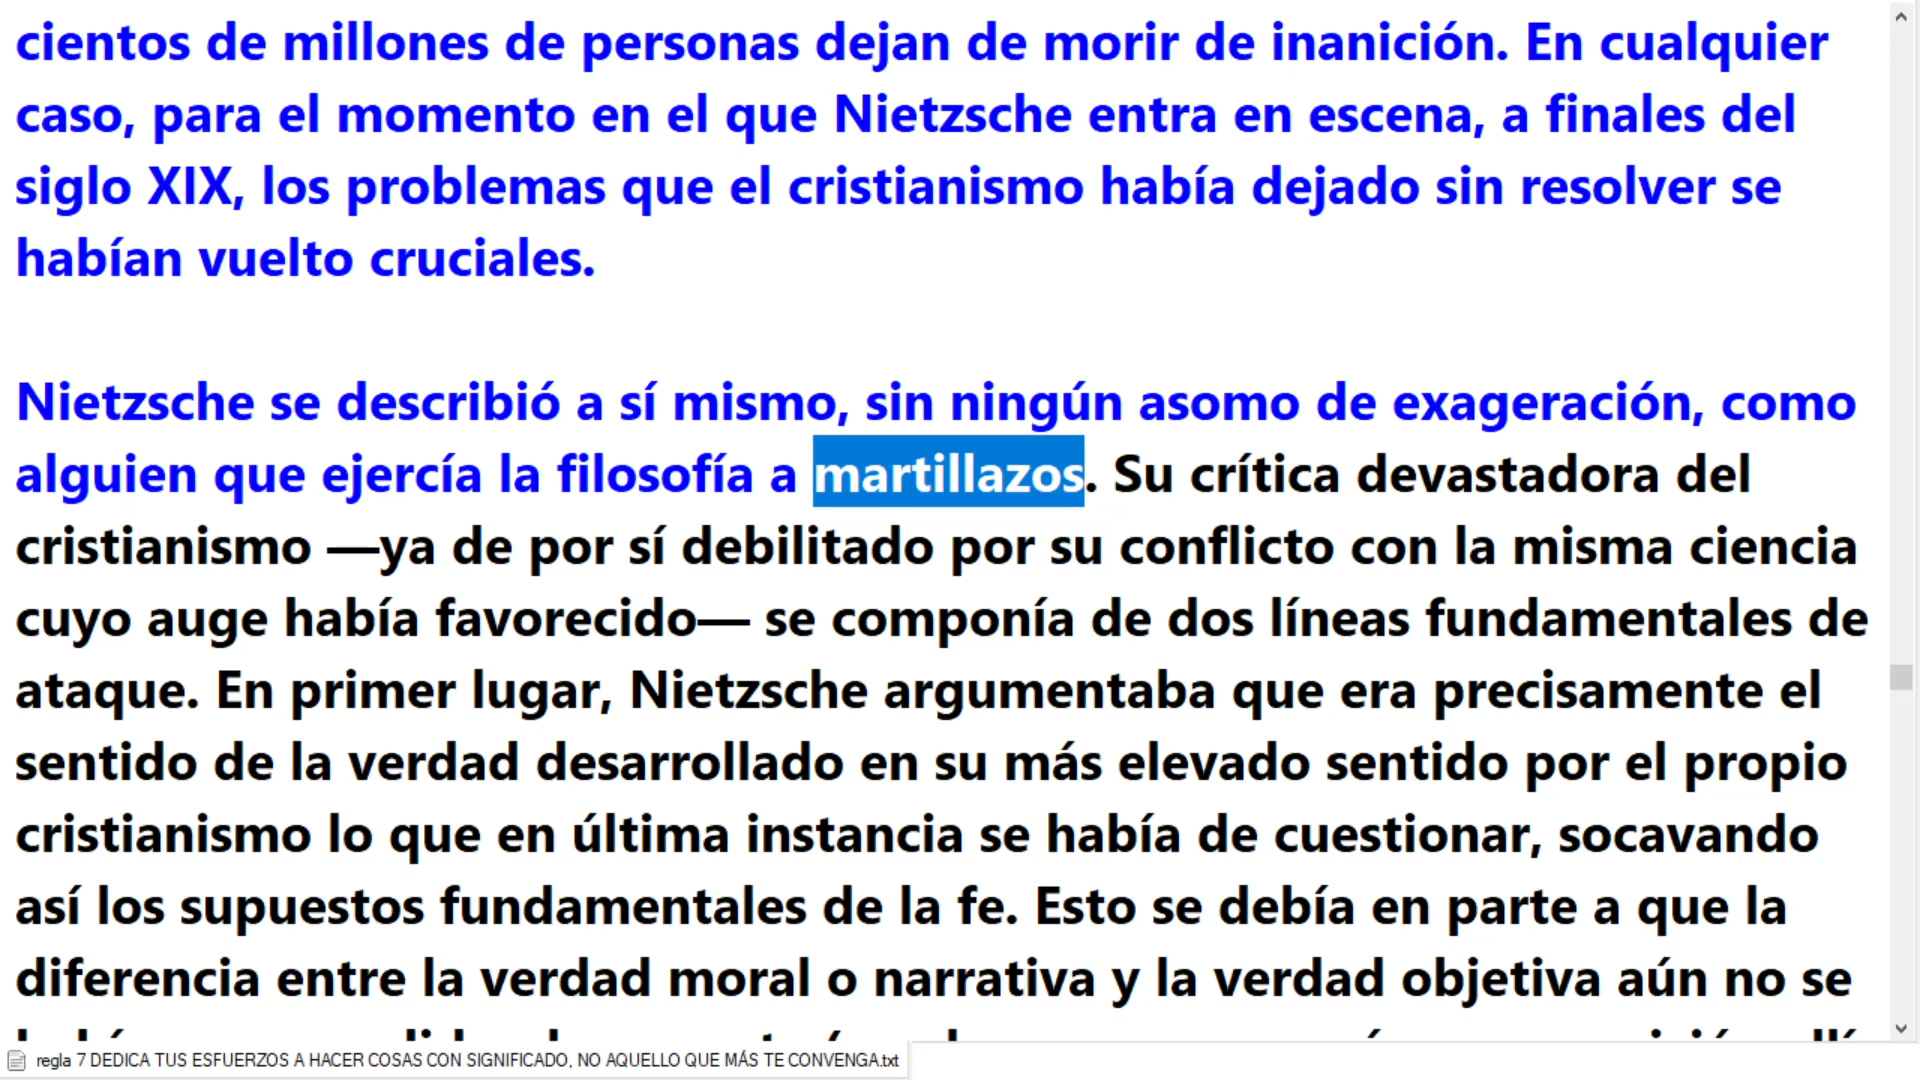 cientos de millones de personas dejan de morir de inanición. En cualquier
caso, para el momento en el que Nietzsche entra en escena, a finales del
siglo XIX, los problemas que el cristianismo había dejado sin resolver se
habían vuelto cruciales.
Nietzsche se describió a sí mismo, sin ningún asomo de exageración, como
alguien que ejercía la filosofía a martillazos. Su crítica devastadora del
cristianismo —ya de por sí debilitado por su conflicto con la misma ciencia
cuyo auge había favorecido— se componía de dos líneas fundamentales de
ataque. En primer lugar, Nietzsche argumentaba que era precisamente el
sentido de la verdad desarrollado en su más elevado sentido por el propio
cristianismo lo que en última instancia se había de cuestionar, socavando
así los supuestos fundamentales de la fe. Esto se debía en parte a que la
diferencia entre la verdad moral o narrativa y la verdad objetiva aún no se
regla 7 DEDICA TUS ESFUERZOS A HACER COSAS CON SIGNIFICADO, NO AQUELLO QUE MÁS TE CONVENGA.txt